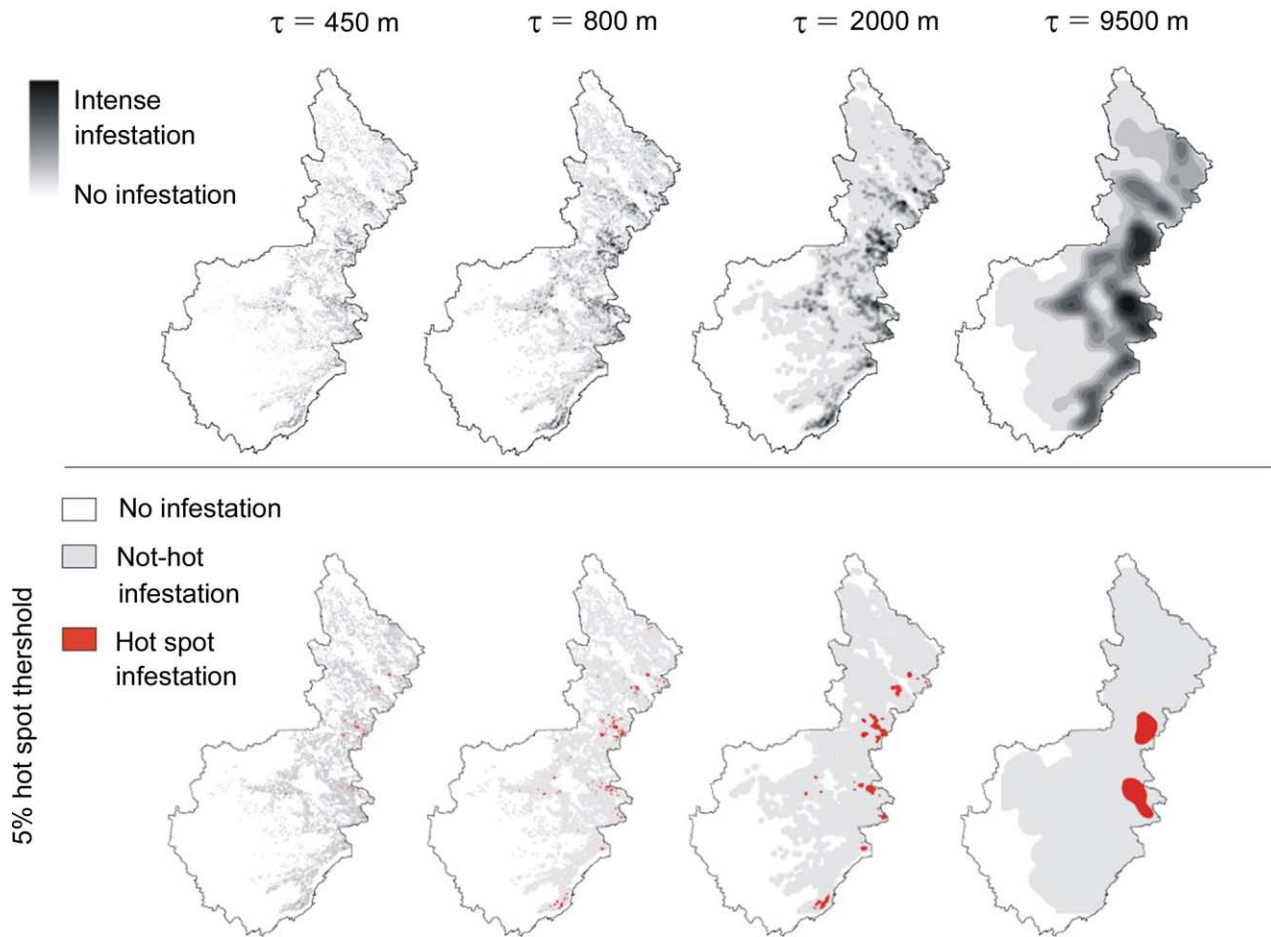 τ = 450 m
τ = 800 m
τ = 2000 m
τ = 9500 m
Intense
infestation
No infestation
No infestation
Not-hot
infestation
Hot spot
infestation
5% hot spot thershold